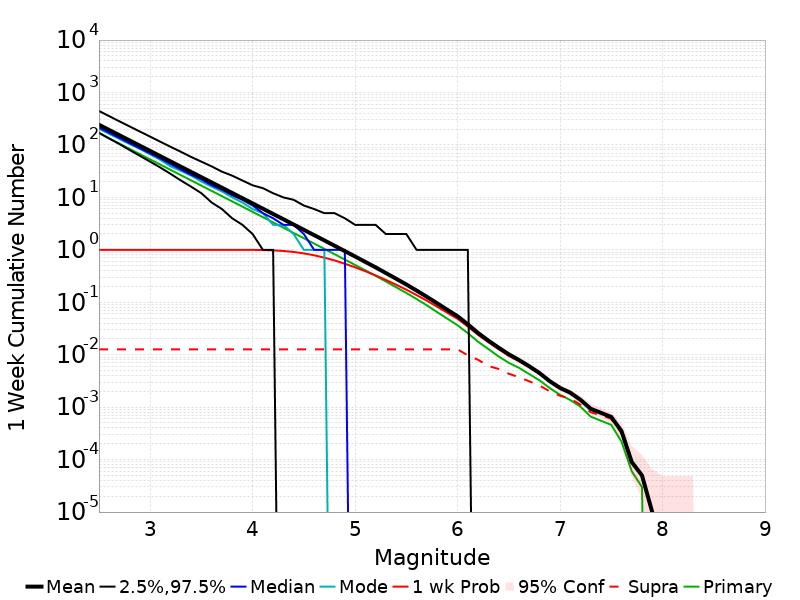 10^4
10^3
10^2
10^1
10^0
10^-1
10^-2
10^-3
10^-4
10^-5
1 Week Cumulative Number
3 4 5 6 7 8 9
Magnitude
Mean 2.5%,97.5% Median Mode 1 wk Prob 95% Conf Supra Primary